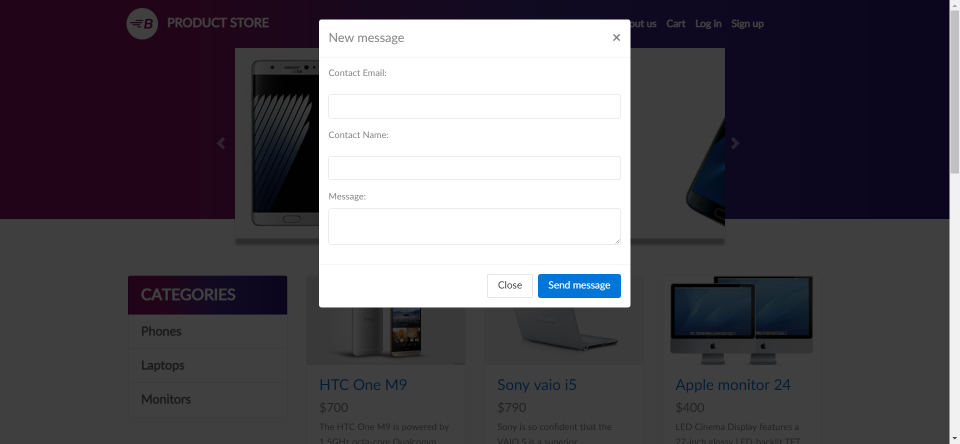 B PRODUCT STORE
out us Cart Log in Sign up
New message ×
Contact Email:
Contact Name:
Message:
Close Send message
CATEGORIES
Phones
Laptops
Monitors
HTC One M9
$700
The HTC One M9 is powered by
1.5GHz octa-core Qualcomm
Sony vaio i5
$790
Sony is so confident that the
VAIO S is a superior
Apple monitor 24
$400
LED Cinema Display features a
27-inch glossy LED-backlit TFT